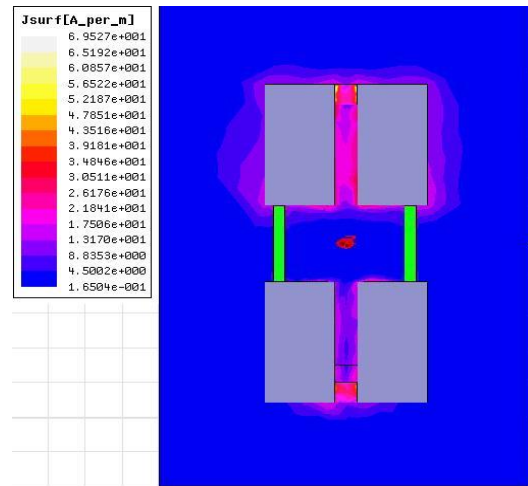 Jsurf[A_per_m]
6.9527e+001
6.5192e+001
6.0857e+001
5.6522e+001
5.2187e+001
4.7851e+001
4.3516e+001
3.9181e+001
3.4846e+001
3.0511e+001
2.6176e+001
2.1841e+001
1.7506e+001
1.3170e+001
8.8353e+000
4.5002e+000
1.6504e-001